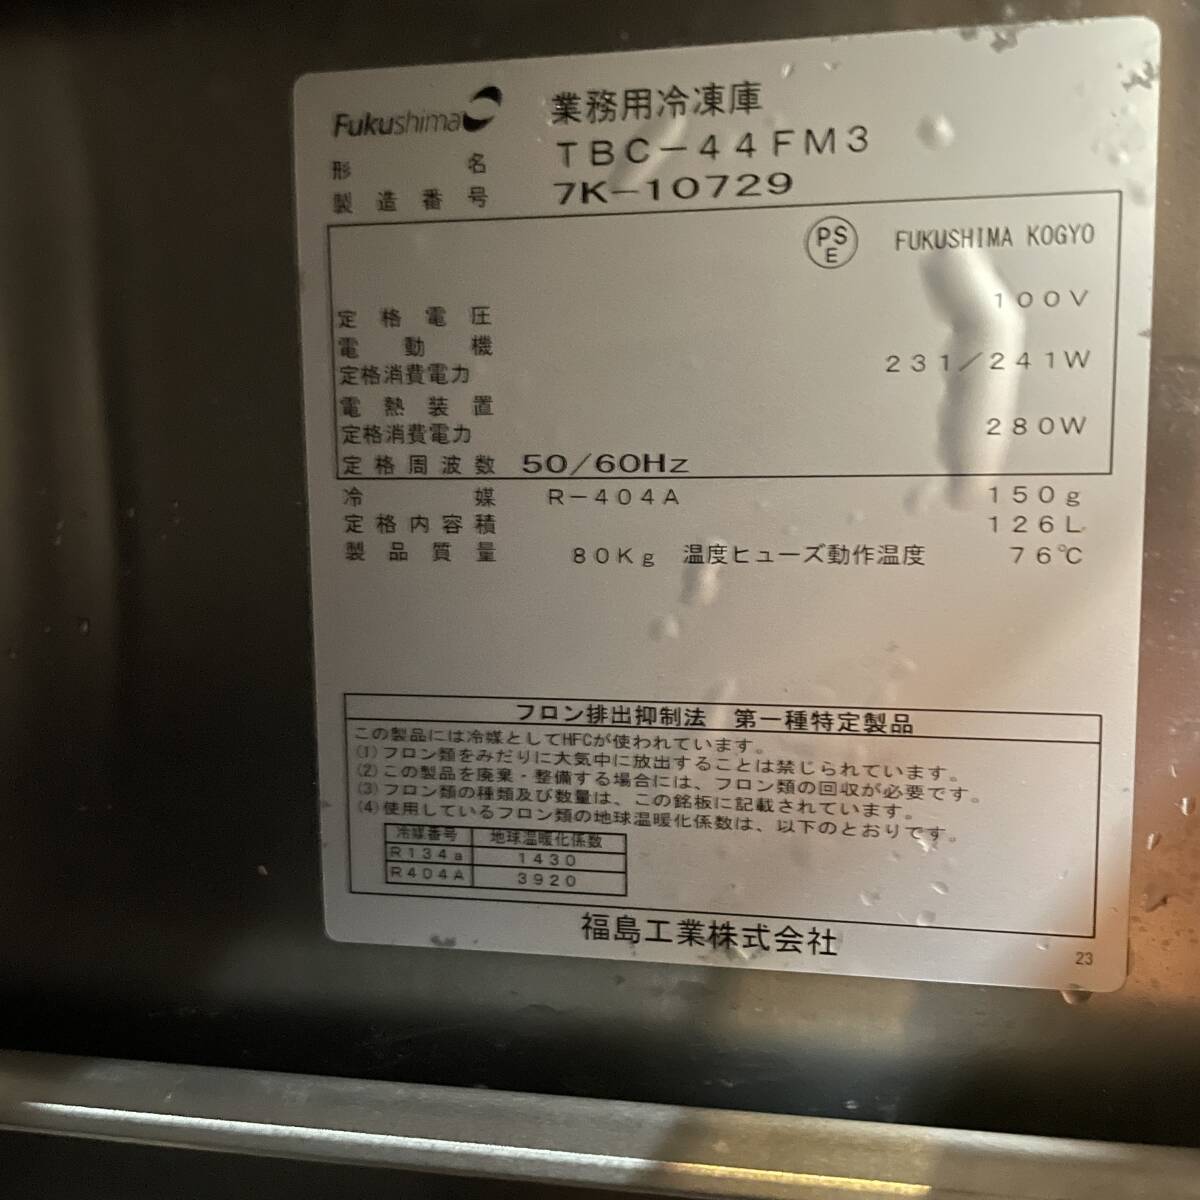 Fukushima 業務用冷凍庫
形名 TBC-44FM3
製造番号 7K-10729
PSE FUKUSHIMA KOGYO
定格電圧 100V
電動機
定格消費電力 231/241W
電熱装置
定格消費電力 280W
定格周波数 50/60Hz
冷媒 R-404A 150g
定格内容積 126L
製品質量 80Kg 温度ヒューズ動作温度 76℃
フロン排出抑制法 第一種特定製品
この製品には冷媒としてHFCが使われています。
(1)フロン類をみだりに大気中に放出することは禁じられています。
(2)この製品を廃棄・整備する場合には、フロン類の回収が必要です。
(3)フロン類の種類及び数量は、この銘板に記載されています。
(4)使用しているフロン類の地球温暖化係数は、以下のとおりです。
冷媒番号 地球温暖化係数
R134a 1430
R404A 3920
福島工業株式会社
23